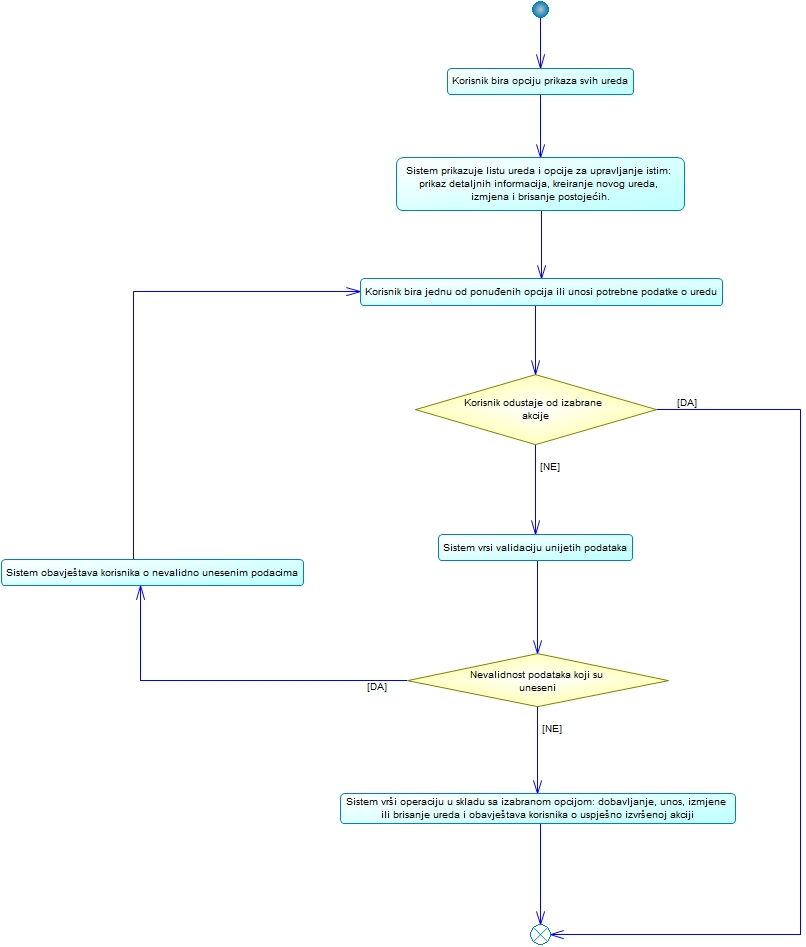 Korisnik bira opciju prikaza svih ureda
Sistem prikazuje listu ureda i opcije za upravljanje istim:
prikaz detaljnih informacija, kreiranje novog ureda,
izmjena i brisanje postojećih.
Korisnik bira jednu od ponuđenih opcija ili unosi potrebne podatke o uredu
Korisnik odustaje od izabrane
akcije
[DA]
[NE]
Sistem vrsi validaciju unijetih podataka
Sistem obavještava korisnika o nevalidno unesenim podacima
Nevalidnost podataka koji su
uneseni
[DA]
[NE]
Sistem vrši operaciju u skladu sa izabranom opcijom: dobavljanje, unos, izmjene
ili brisanje ureda i obavještava korisnika o uspješno izvršenoj akciji